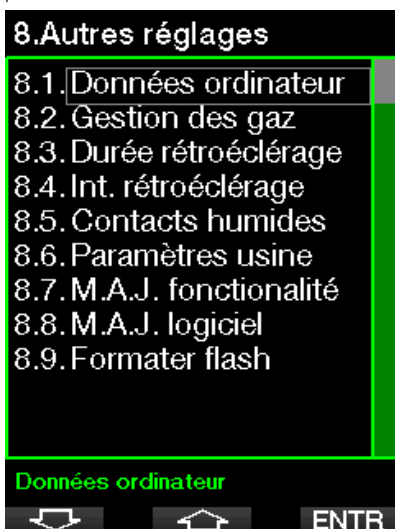 8.Autres réglages
8.1.Données ordinateur
8.2.Gestion des gaz
8.3.Durée rétroéclérage
8.4.Int. rétroéclérage
8.5.Contacts humides
8.6.Paramètres usine
8.7.M.A.J. fonctionalité
8.8.M.A.J. logiciel
8.9.Formater flash
Données ordinateur
ENTR